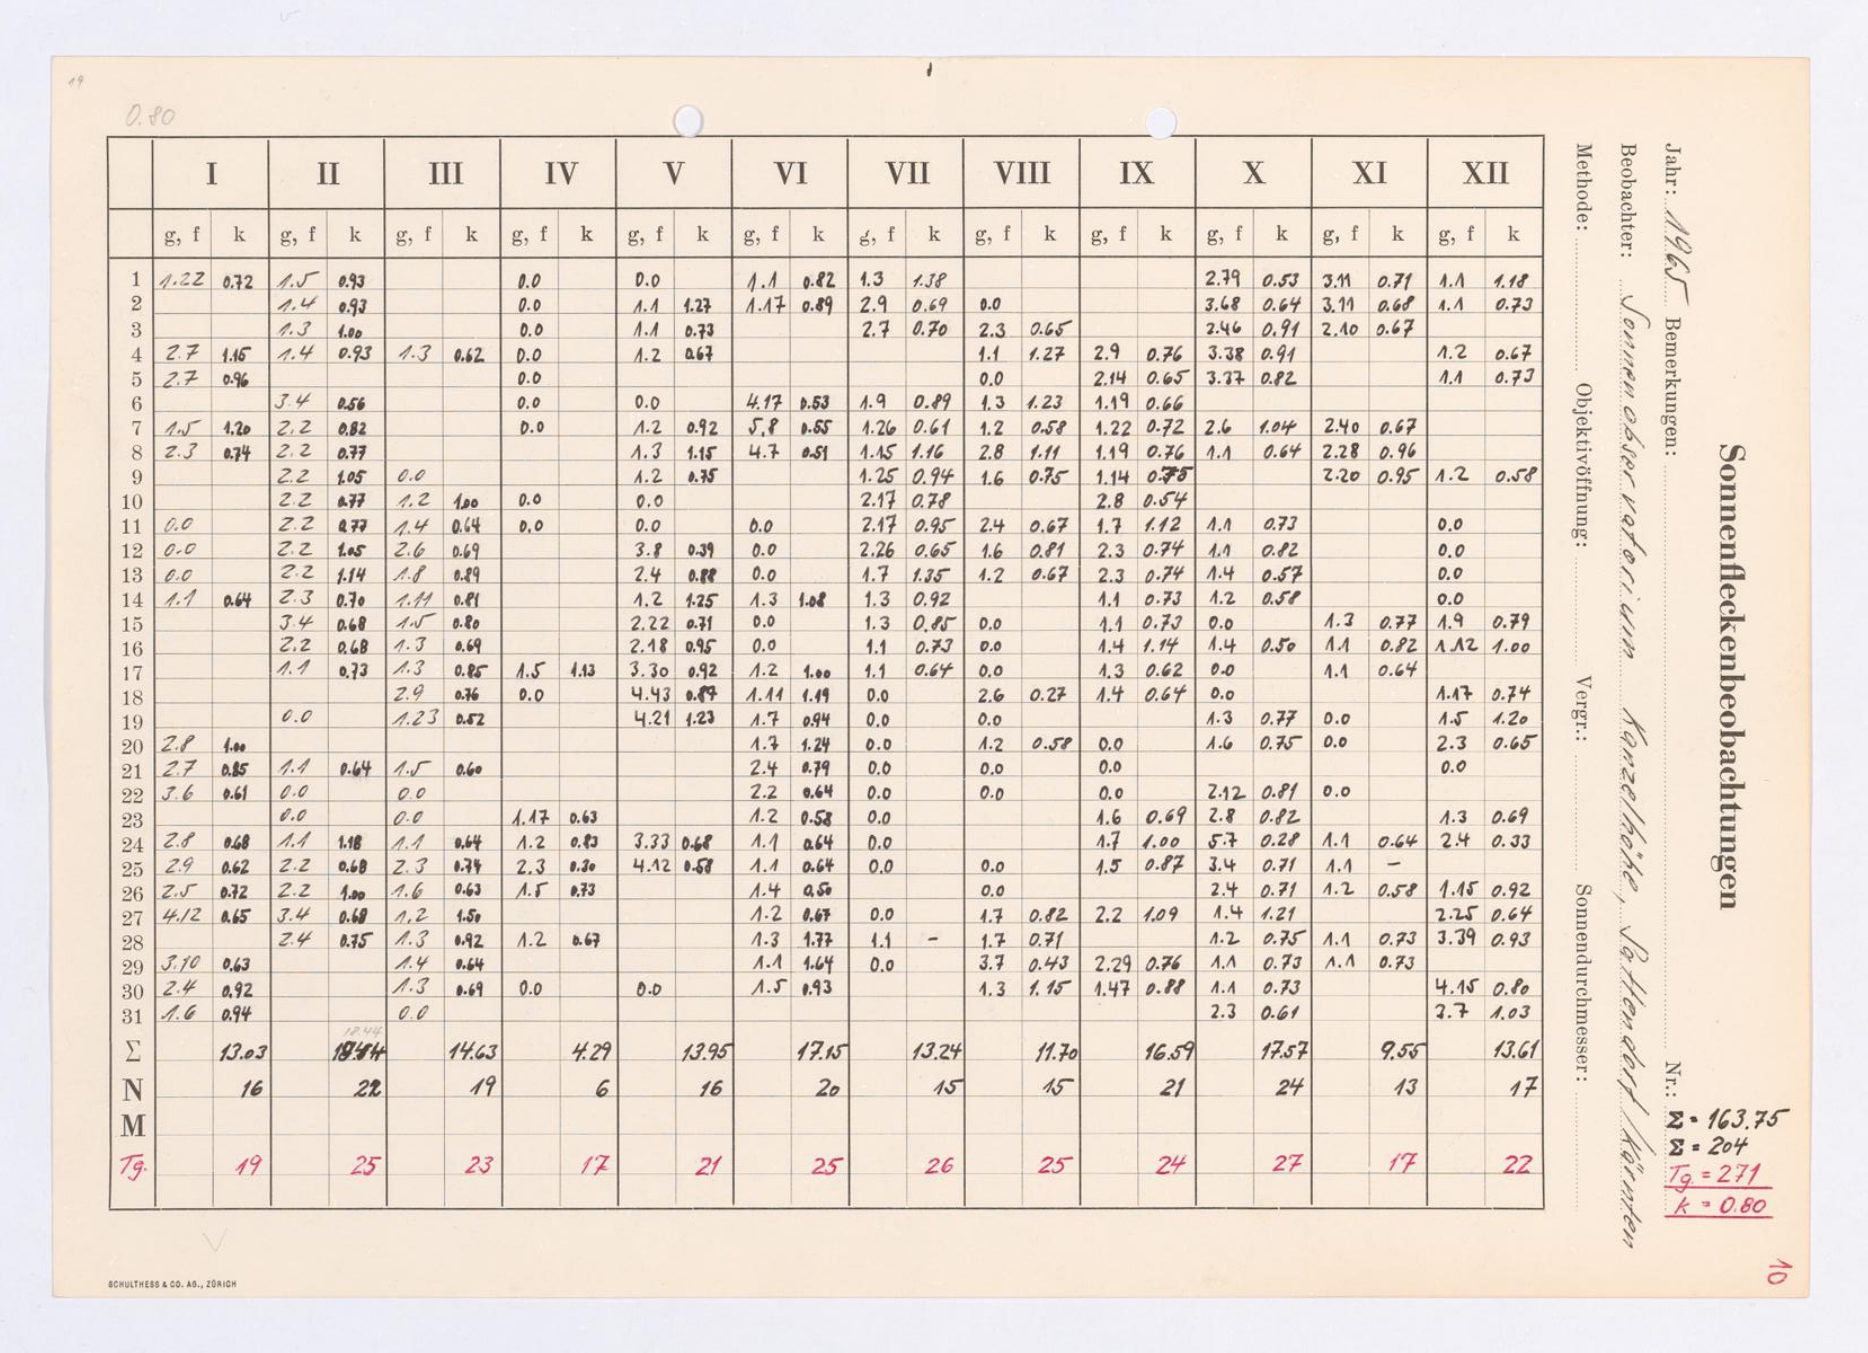 19
0.80
I II III IV V VI VII VIII IX X XI XII
g, f k g, f k g, f k g, f k g, f k g, f k g, f k g, f k g, f k g, f k g, f k g, f k
1 1.22 0.72 1.5 0.93 0.0 0.0 1.1 0.82 1.3 1.38 2.79 0.53 3.11 0.71 1.1 1.18
2 1.4 0.93 0.0 1.1 1.27 1.17 0.89 2.9 0.69 0.0 3.68 0.64 3.11 0.68 1.1 0.73
3 1.3 1.00 0.0 1.1 0.73 2.7 0.70 2.3 0.65 2.46 0.91 2.10 0.67
4 2.7 1.15 1.4 0.93 1.3 0.62 0.0 1.2 0.67 1.1 1.27 2.9 0.76 3.38 0.91 1.2 0.67
5 2.7 0.96 0.0 0.0 2.14 0.65 3.37 0.82 1.1 0.73
6 3.4 0.56 0.0 0.0 4.17 0.53 1.9 0.89 1.3 1.23 1.19 0.66
7 1.5 1.20 2.2 0.82 0.0 1.2 0.92 5,8 0.55 1.26 0.61 1.2 0.58 1.22 0.72 2.6 1.04 2.40 0.67
8 2.3 0.74 2.2 0.77 1.3 1.15 4.7 0.51 1.15 1.16 2.8 1.11 1.19 0.76 1.1 0.64 2.28 0.96
9 2.2 1.05 0.0 1.2 0.75 1.25 0.94 1.6 0.75 1.14 0.75 2.20 0.95 1.2 0.58
10 2.2 0.77 1.2 1.00 0.0 0.0 2.17 0.78 2.8 0.54
11 0.0 2.2 0.77 1.4 0.64 0.0 0.0 0.0 2.17 0.95 2.4 0.67 1.7 1.12 1.1 0.73 0.0
12 0.0 2.2 1.05 2.6 0.69 3.8 0.39 0.0 2.26 0.65 1.6 0.81 2.3 0.74 1.1 0.82 0.0
13 0.0 2.2 1.14 1.8 0.89 2.4 0.88 0.0 1.7 1.35 1.2 0.67 2.3 0.74 1.4 0.57 0.0
14 1.1 0.64 2.3 0.70 1.11 0.81 1.2 1.25 1.3 1.08 1.3 0.92 1.1 0.73 1.2 0.58 0.0
15 3.4 0.68 1.5 0.80 2.22 0.71 0.0 1.3 0.85 0.0 1.1 0.73 0.0 1.3 0.77 1.9 0.79
16 2.2 0.68 1.3 0.69 2.18 0.95 0.0 1.1 0.73 0.0 1.4 1.14 1.4 0.50 1.1 0.82 1.12 1.00
17 1.1 0.73 1.3 0.85 1.5 1.13 3.30 0.92 1.2 1.00 1.1 0.64 0.0 1.3 0.62 0.0 1.1 0.64
18 2.9 0.76 0.0 4.43 0.87 1.11 1.19 0.0 2.6 0.27 1.4 0.64 0.0 1.17 0.74
19 0.0 1.23 0.52 4.21 1.23 1.7 0.94 0.0 0.0 1.3 0.77 0.0 1.5 1.20
20 2.8 1.00 1.7 1.24 0.0 1.2 0.58 0.0 1.6 0.75 0.0 2.3 0.65
21 2.7 0.85 1.1 0.64 1.5 0.60 2.4 0.79 0.0 0.0 0.0 0.0
22 3.6 0.61 0.0 0.0 2.2 0.64 0.0 0.0 0.0 2.12 0.81 0.0
23 0.0 0.0 1.17 0.63 1.2 0.58 0.0 1.6 0.69 2.8 0.82 1.3 0.69
24 2.8 0.68 1.1 1.18 1.1 0.64 1.2 0.83 3.33 0.68 1.1 0.64 0.0 1.7 1.00 5.7 0.28 1.1 0.64 2.4 0.33
25 2.9 0.62 2.2 0.68 2.3 0.74 2.3 0.30 4.12 0.58 1.1 0.64 0.0 0.0 1.5 0.87 3.4 0.71 1.1 –
26 2.5 0.72 2.2 1.00 1.6 0.63 1.5 0.73 1.4 0.50 0.0 2.4 0.71 1.2 0.58 1.15 0.92
27 4.12 0.65 3.4 0.68 1,2 1.50 1.2 0.67 0.0 1.7 0.82 2.2 1.09 1.4 1.21 2.25 0.64
28 2.4 0.75 1.3 0.92 1.2 0.67 1.3 1.77 1.1 – 1.7 0.71 1.2 0.75 1.1 0.73 3.39 0.93
29 3.10 0.63 1.4 0.64 1.1 1.64 0.0 3.7 0.43 2.29 0.76 1.1 0.73 1.1 0.73
30 2.4 0.92 1.3 0.69 0.0 0.0 1.5 0.93 1.3 1.15 1.47 0.88 1.1 0.73 4.15 0.80
31 1.6 0.94 0.0 2.3 0.61 2.7 1.03
18.44
Σ 13.03 14.63 4.29 13.95 17.15 13.24 11.70 16.59 17.57 9.55 13.61
N 16 22 19 6 16 20 15 15 21 24 13 17
M
Tg. 19 25 23 17 21 25 26 25 24 27 17 22
SCHULTHESS & CO. AG., ZÜRICH
Sonnenfleckenbeobachtungen
Jahr: 1965 Bemerkungen: Nr.:
Beobachter: Sonnenobservatorium Kanzelhöhe, Sattendorf / Kärnten
Methode: Objektivöffnung: Vergr.: Sonnendurchmesser:
Σ = 163.75
Σ = 204
Tg = 271
k = 0.80
10